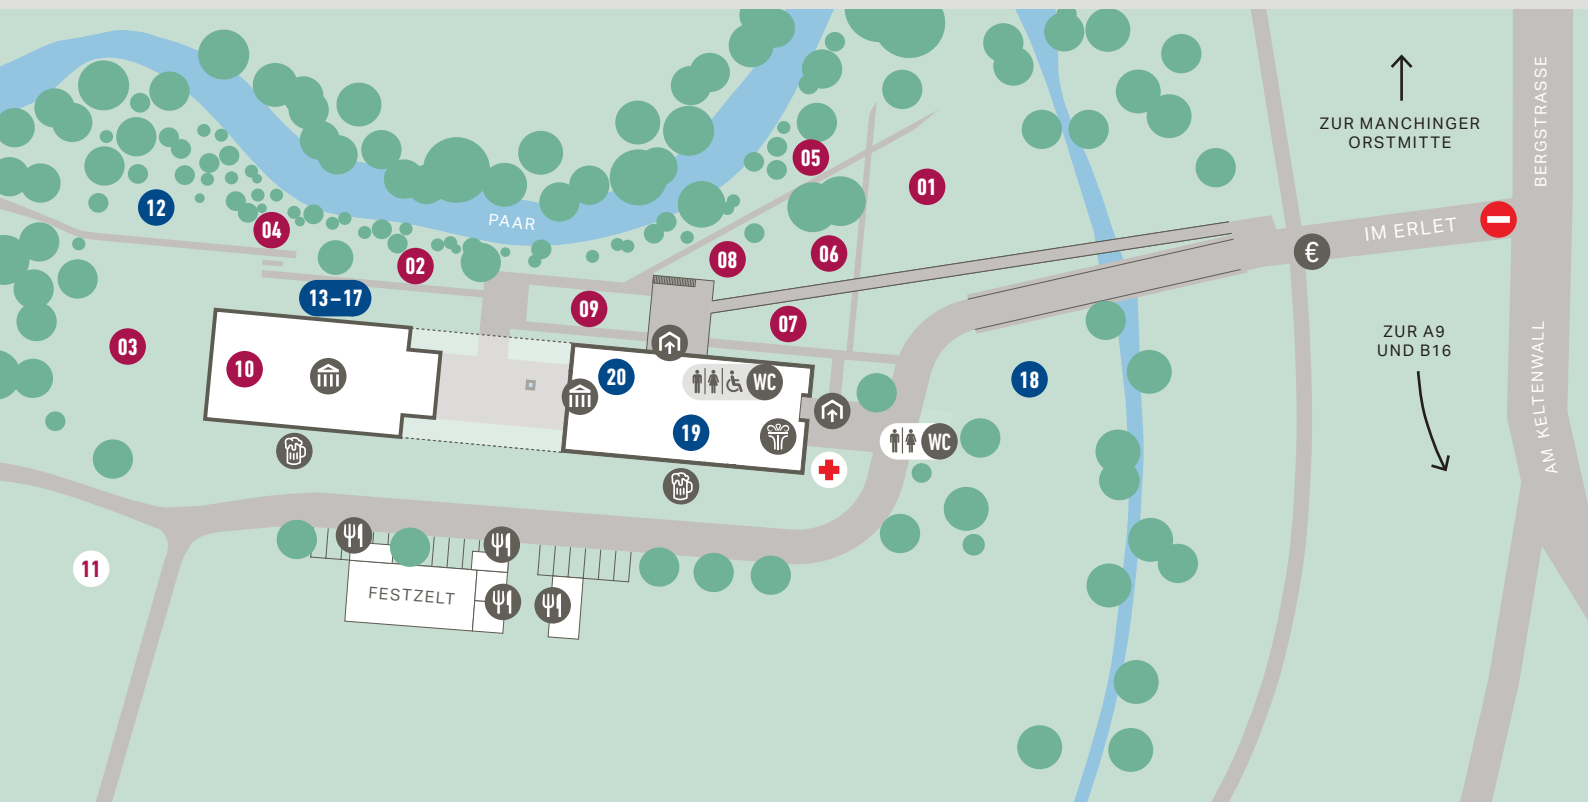 BERGSTRASSE
ZUR MANCHINGER
ORSTMITTE
05
01
12
04
PAAR
IM ERLET
€
02
08
06
13–17
09
07
03
10
20
WC
ZUR A9
UND B16
18
19
WC
AM KELTENWALL
11
FESTZELT